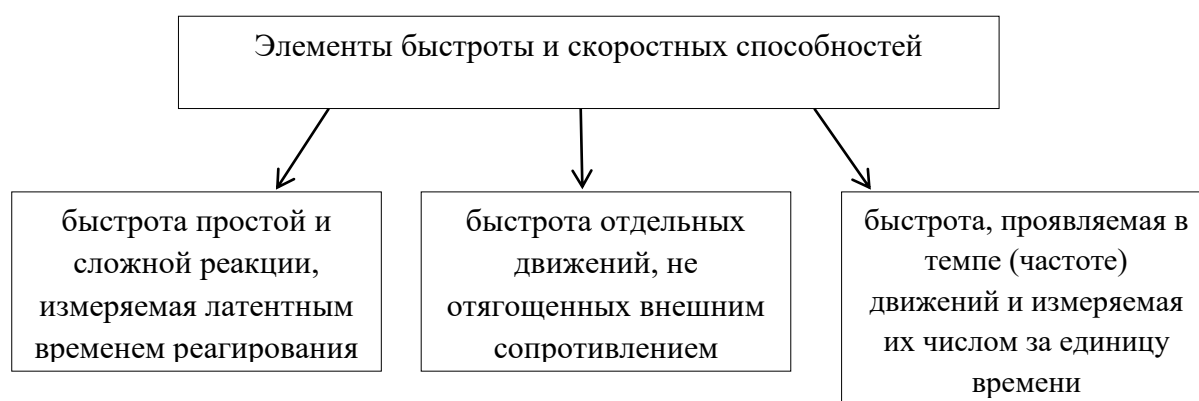 Элементы быстроты и скоростных способностей
быстрота простой и
сложной реакции,
измеряемая латентным
временем реагирования
быстрота отдельных
движений, не
отягощенных внешним
сопротивлением
быстрота, проявляемая в
темпе (частоте)
движений и измеряемая
их числом за единицу
времени